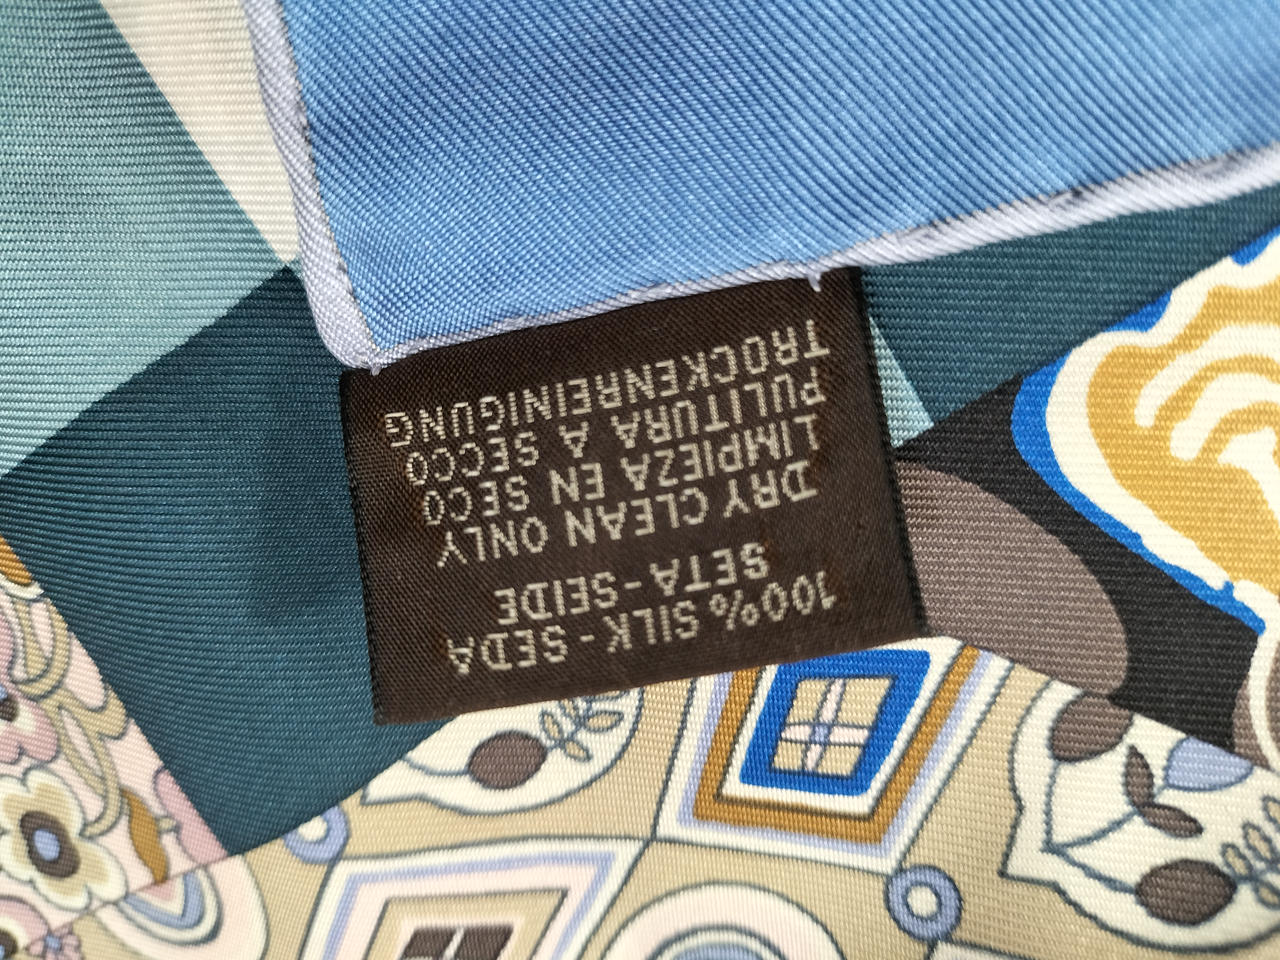 100% SILK - SEDA
SETA - SEIDE
DRY CLEAN ONLY
LIMPIEZA EN SECO
PULITURA A SECCO
TROCKENREINIGUNG